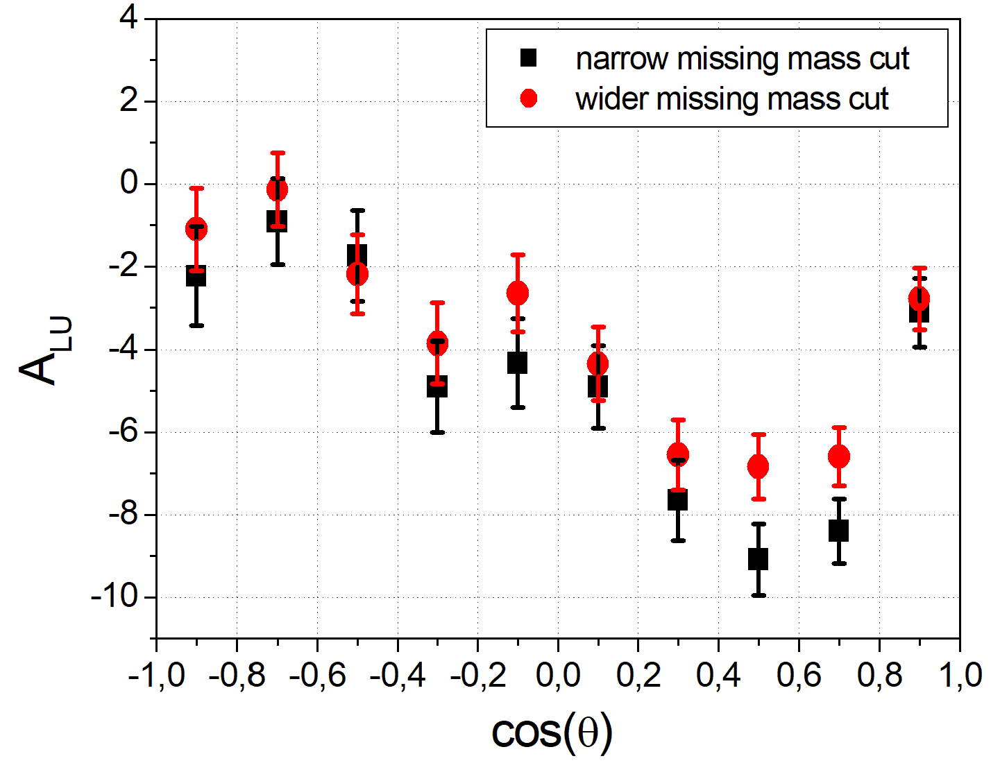 narrow missing mass cut
wider missing mass cut
4
2
0
-2
-4
-6
-8
-10
A_LU
-1,0 -0,8 -0,6 -0,4 -0,2 0,0 0,2 0,4 0,6 0,8 1,0
cos(θ)